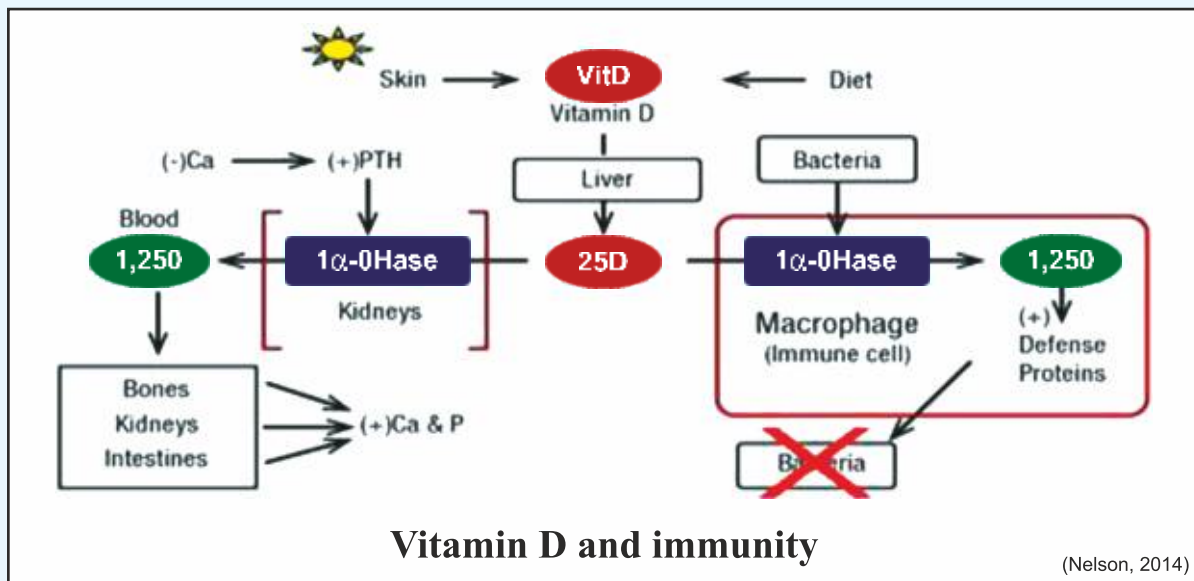 Skin
VitD
Diet
Vitamin D
(-)Ca
(+)PTH
Liver
Bacteria
Blood
1,250
1α-0Hase
25D
1α-0Hase
1,250
Kidneys
Macrophage
(Immune cell)
(+)
Defense
Proteins
Bones
Kidneys
Intestines
(+)Ca & P
Bacteria
Vitamin D and immunity
(Nelson, 2014)